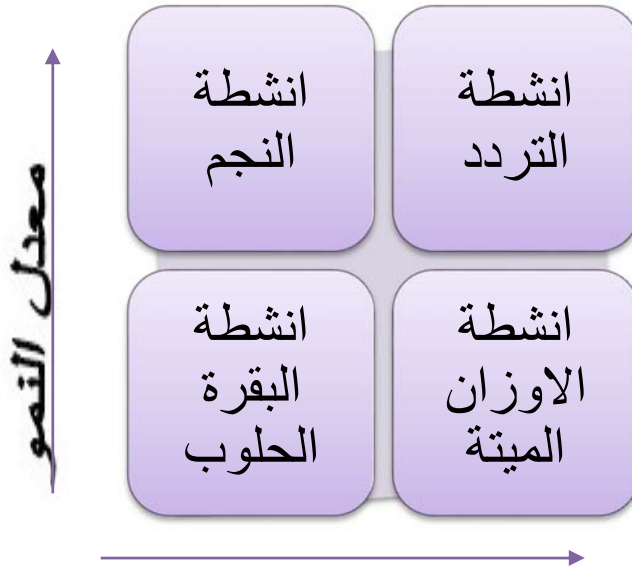 انشطة
التردد
انشطة
النجم
انشطة
الاوزان
الميتة
انشطة
البقرة
الحلوب
معدل النمو